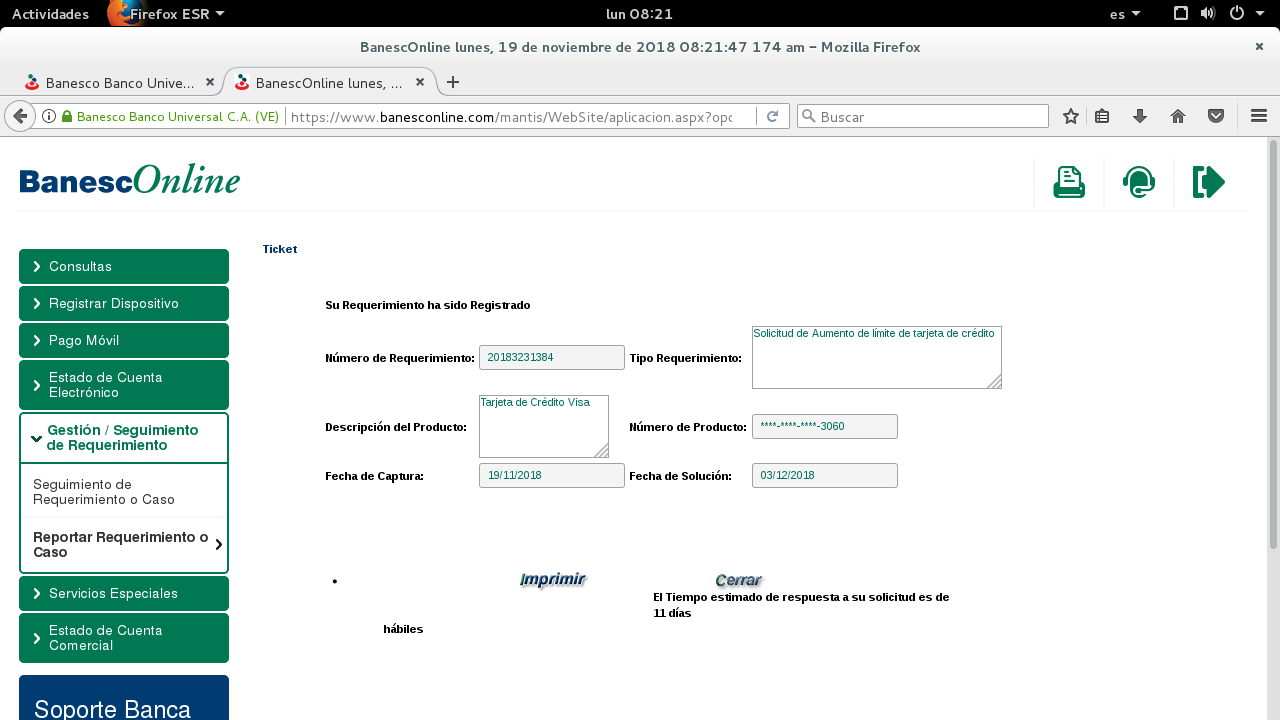 Actividades Firefox ESR lun 08:21 es
BanescOnline lunes, 19 de noviembre de 2018 08:21:47 174 am – Mozilla Firefox
Banesco Banco Unive... BanescOnline lunes, ...
Banesco Banco Universal C.A. (VE) https://www.banesconline.com/mantis/WebSite/aplicacion.aspx?opc Buscar
BanescOnline
Ticket
Consultas
Registrar Dispositivo
Pago Móvil
Estado de Cuenta
Electrónico
Gestión / Seguimiento
de Requerimiento
Seguimiento de
Requerimiento o Caso
Reportar Requerimiento o
Caso
Servicios Especiales
Estado de Cuenta
Comercial
Soporte Banca
Su Requerimiento ha sido Registrado
Número de Requerimiento: 20183231384 Tipo Requerimiento: Solicitud de Aumento de límite de tarjeta de crédito
Descripción del Producto: Tarjeta de Crédito Visa Número de Producto: ****-****-****-3060
Fecha de Captura: 19/11/2018 Fecha de Solución: 03/12/2018
Imprimir Cerrar
El Tiempo estimado de respuesta a su solicitud es de
11 días
hábiles